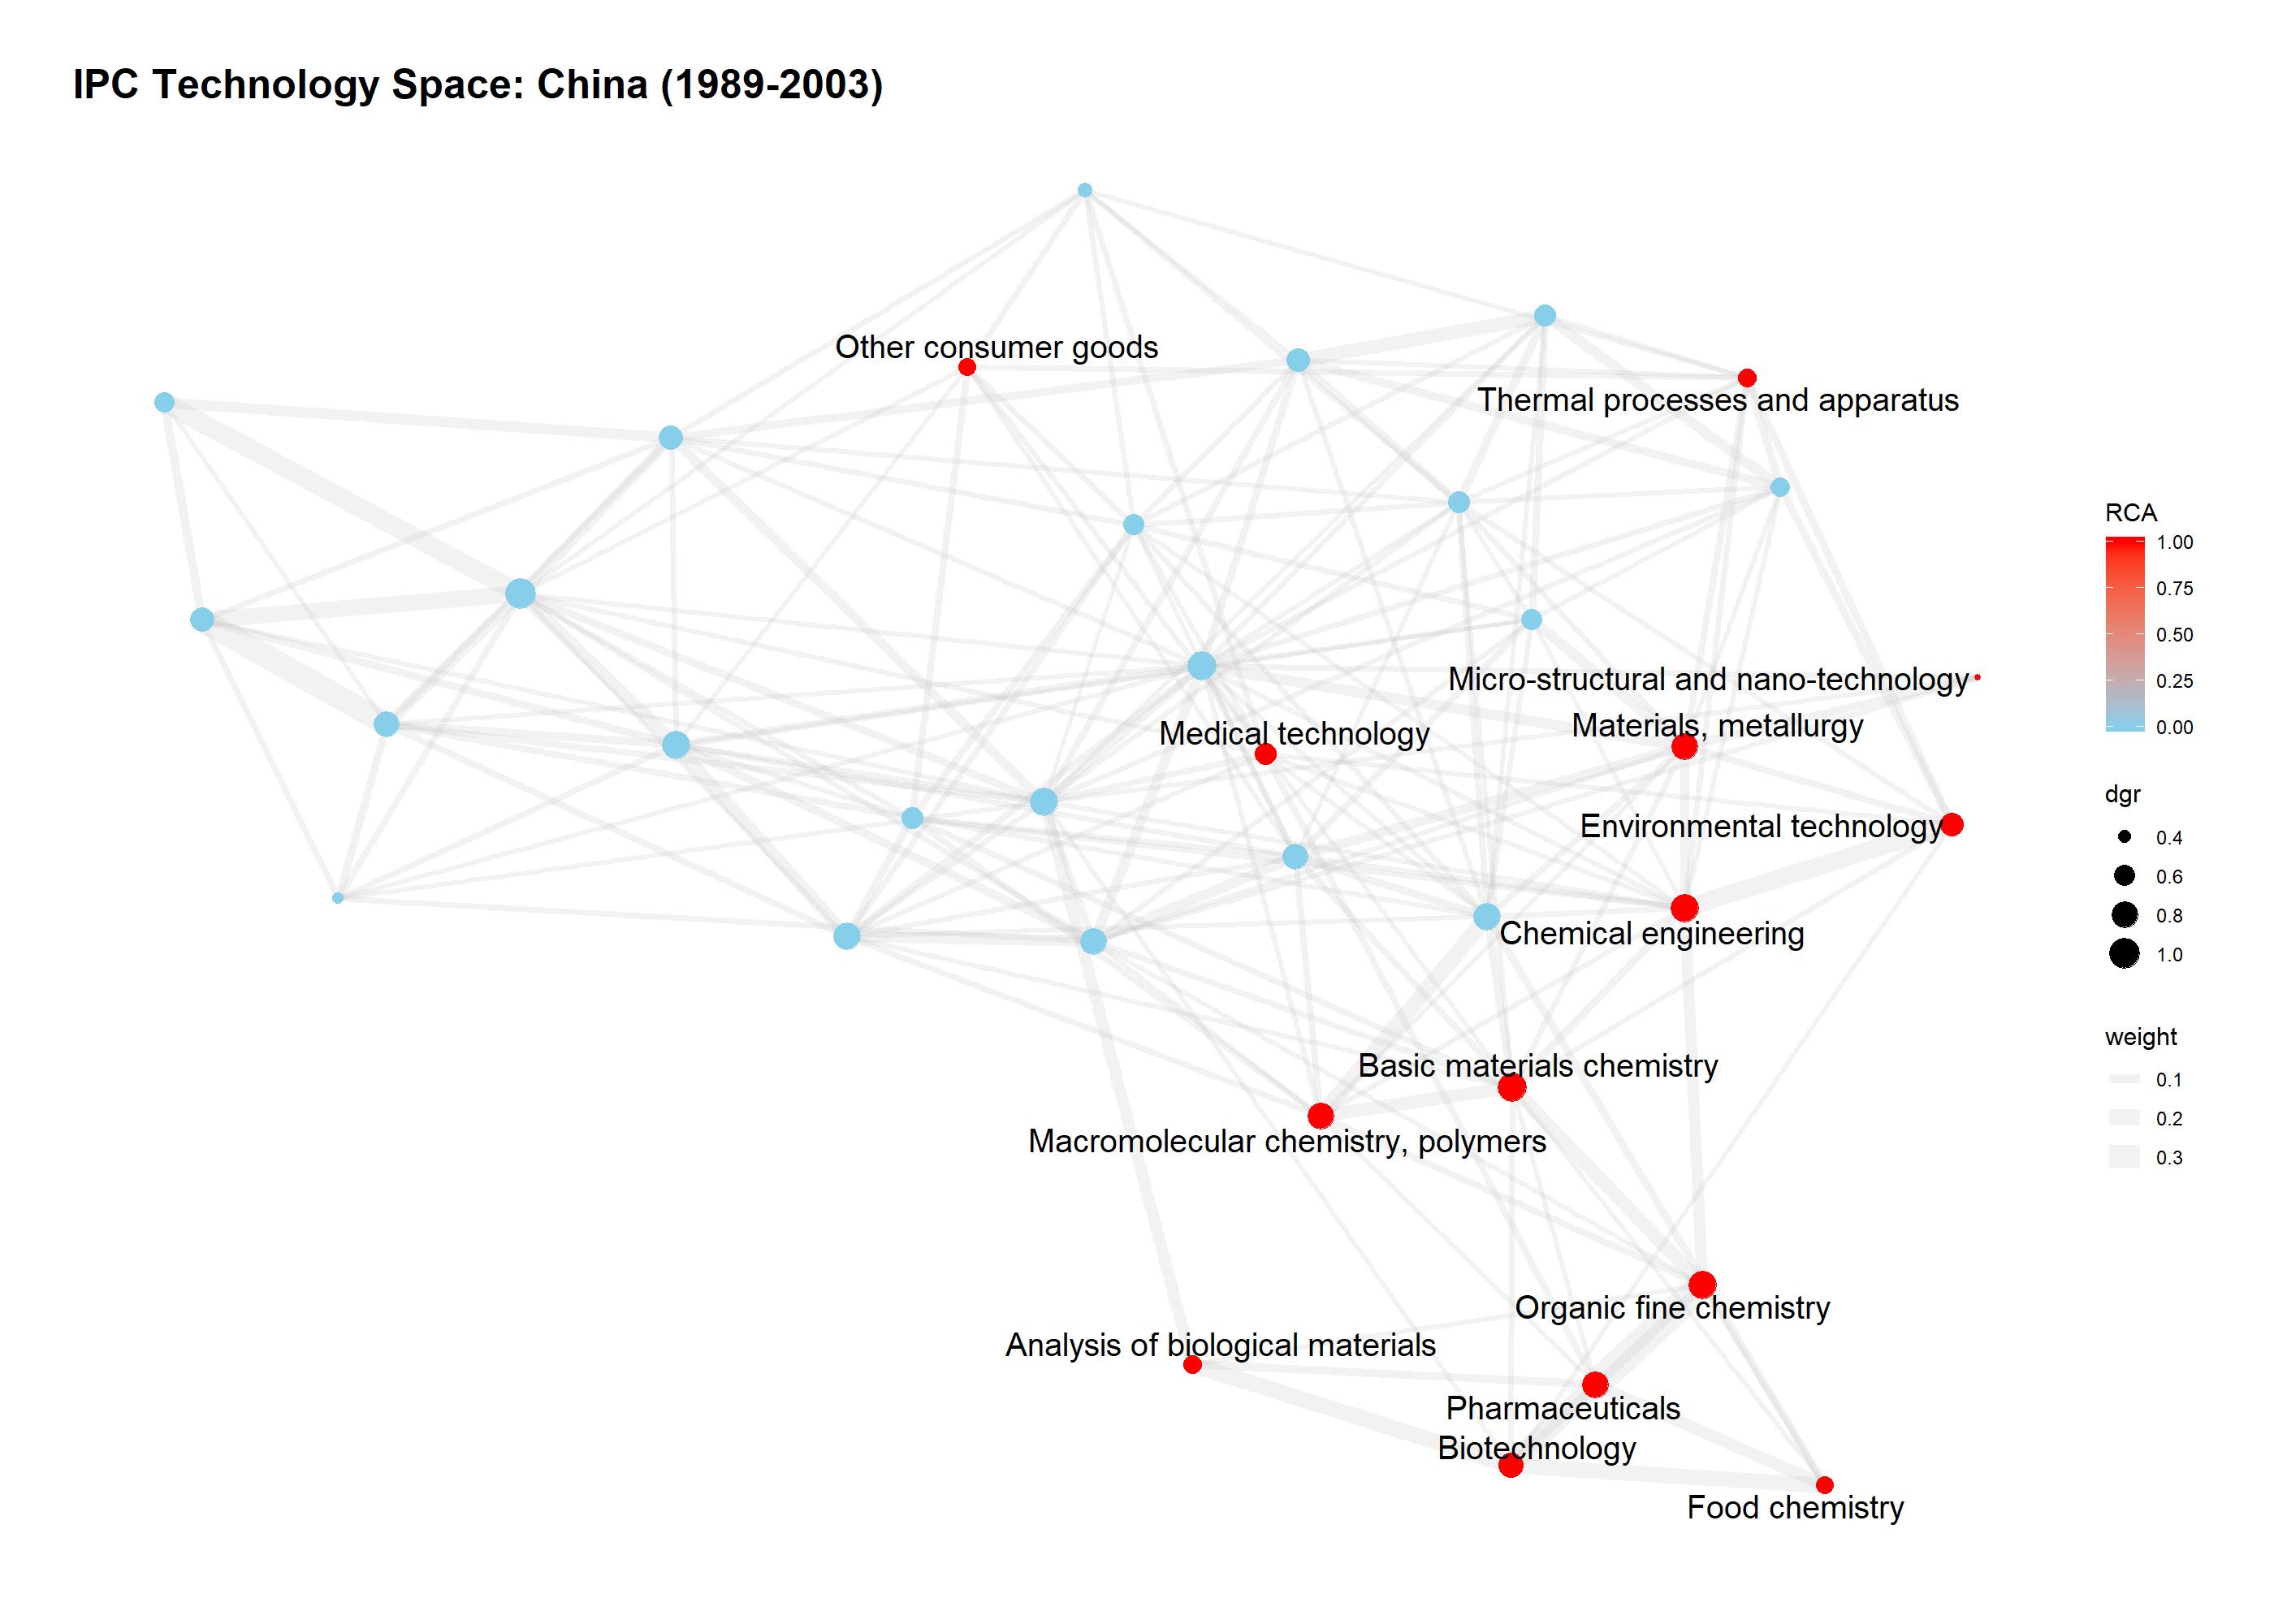 IPC Technology Space: China (1989-2003)
Other consumer goods
Thermal processes and apparatus
Micro-structural and nano-technology
Materials, metallurgy
Medical technology
Environmental technology
Chemical engineering
Basic materials chemistry
Macromolecular chemistry, polymers
Organic fine chemistry
Analysis of biological materials
Pharmaceuticals
Biotechnology
Food chemistry
RCA
1.00
0.75
0.50
0.25
0.00
dgr
0.4
0.6
0.8
1.0
weight
0.1
0.2
0.3